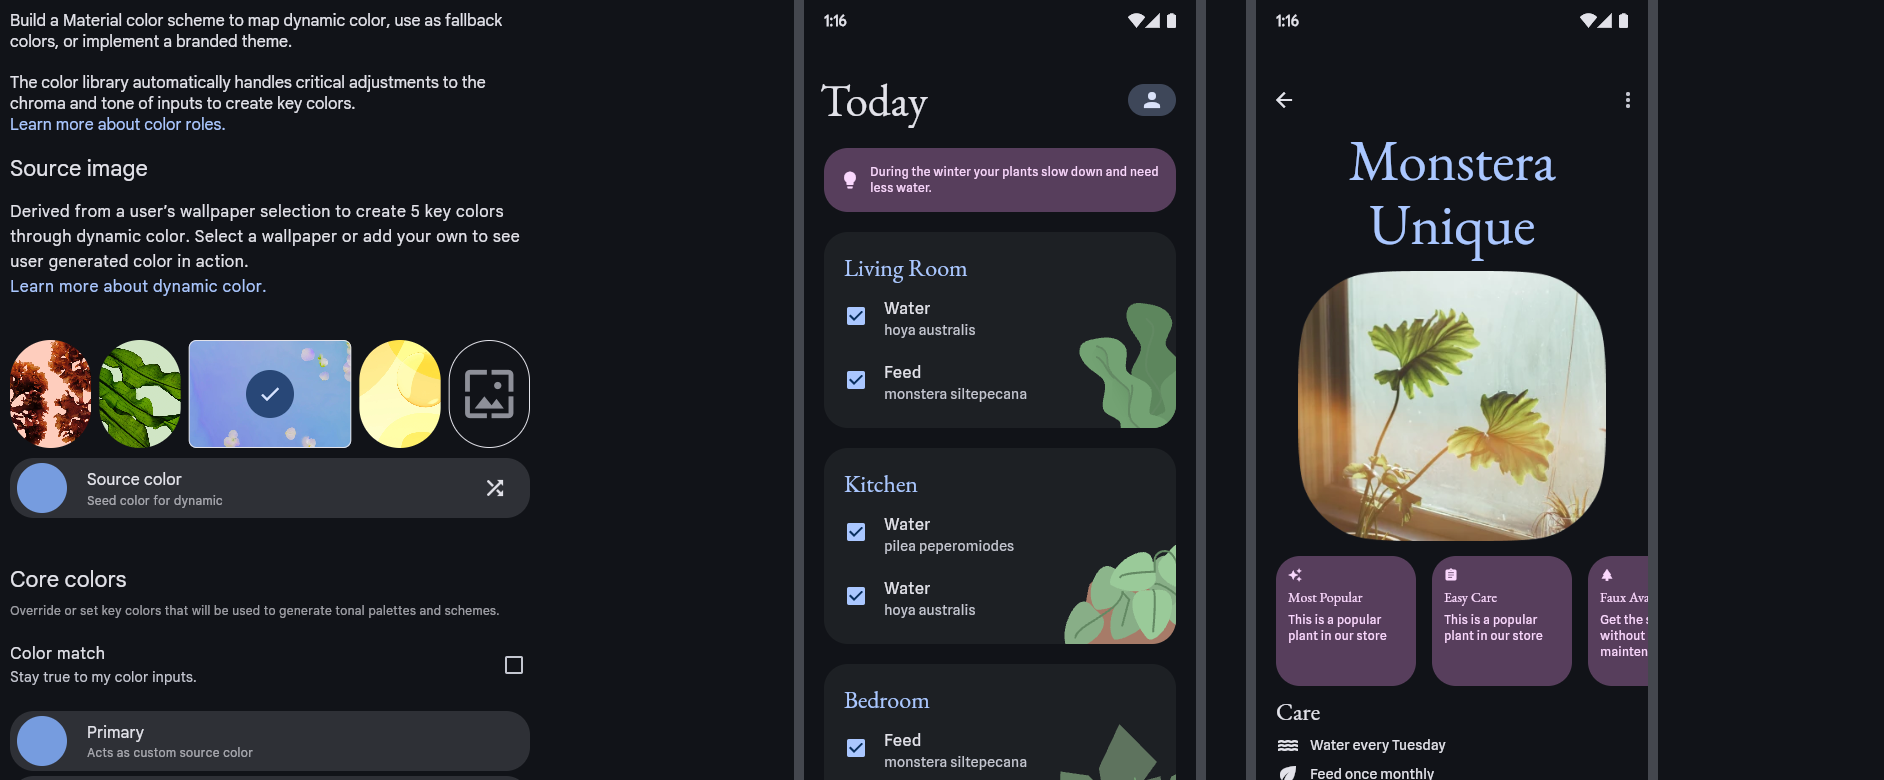 Build a Material color scheme to map dynamic color, use as fallback
colors, or implement a branded theme.
The color library automatically handles critical adjustments to the
chroma and tone of inputs to create key colors.
Learn more about color roles.
Source image
Derived from a user’s wallpaper selection to create 5 key colors
through dynamic color. Select a wallpaper or add your own to see
user generated color in action.
Learn more about dynamic color.
Source color
Seed color for dynamic
Core colors
Override or set key colors that will be used to generate tonal palettes and schemes.
Color match
Stay true to my color inputs.
Primary
Acts as custom source color
1:16
Today
During the winter your plants slow down and need
less water.
Living Room
Water
hoya australis
Feed
monstera siltepecana
Kitchen
Water
pilea peperomiodes
Water
hoya australis
Bedroom
Feed
monstera siltepecana
1:16
Monstera
Unique
Most Popular
This is a popular
plant in our store
Easy Care
This is a popular
plant in our store
Faux Ava
Get the s
without
mainten
Care
Water every Tuesday
Feed once monthly